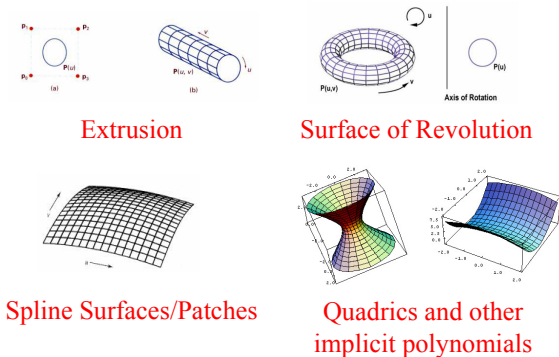 p1
p2
P(u)
p0
p3
(a)
v
u
P(u, v)
(b)
Extrusion
u
P(u,v)
v
P(u)
Axis of Rotation
Surface of Revolution
Spline Surfaces/Patches
Quadrics and other
implicit polynomials